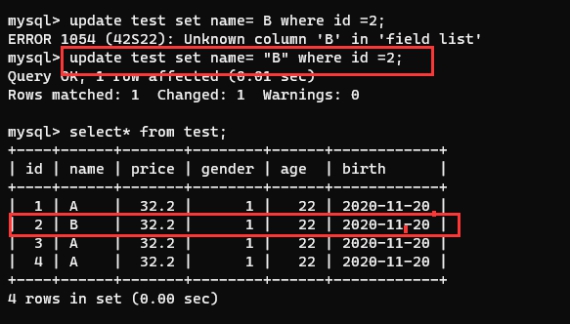 mysql> update test set name= B where id =2;
ERROR 1054 (42S22): Unknown column 'B' in 'field list'
mysql> update test set name= "B" where id =2;
Query OK, 1 row affected (0.01 sec)
Rows matched: 1  Changed: 1  Warnings: 0
mysql> select* from test;
+----+------+-------+--------+------+------------+
| id | name | price | gender | age  | birth      |
+----+------+-------+--------+------+------------+
|  1 | A    |  32.2 |      1 |   22 | 2020-11-20 |
|  2 | B    |  32.2 |      1 |   22 | 2020-11-20 |
|  3 | A    |  32.2 |      1 |   22 | 2020-11-20 |
|  4 | A    |  32.2 |      1 |   22 | 2020-11-20 |
+----+------+-------+--------+------+------------+
4 rows in set (0.00 sec)